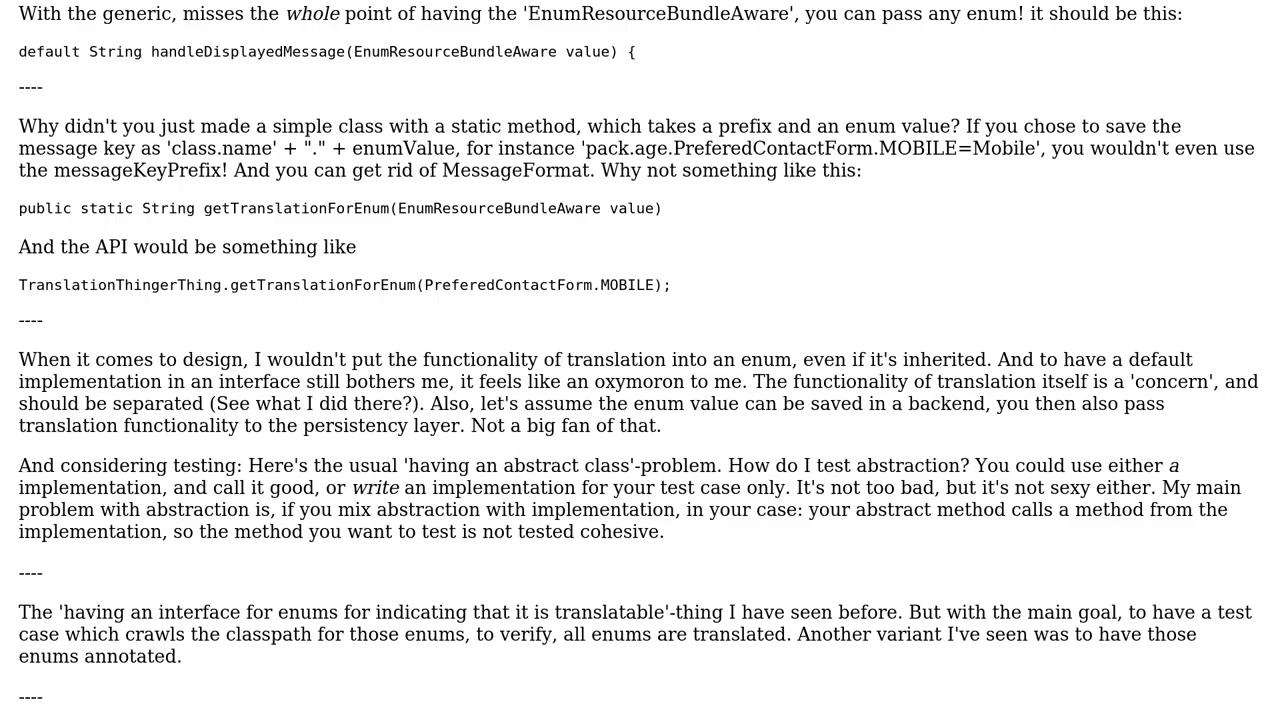 With the generic, misses the whole point of having the 'EnumResourceBundleAware', you can pass any enum! it should be this:
default String handleDisplayedMessage(EnumResourceBundleAware value) {
----
Why didn't you just made a simple class with a static method, which takes a prefix and an enum value? If you chose to save the
message key as 'class.name' + "." + enumValue, for instance 'pack.age.PreferedContactForm.MOBILE=Mobile', you wouldn't even use
the messageKeyPrefix! And you can get rid of MessageFormat. Why not something like this:
public static String getTranslationForEnum(EnumResourceBundleAware value)
And the API would be something like
TranslationThingerThing.getTranslationForEnum(PreferedContactForm.MOBILE);
----
When it comes to design, I wouldn't put the functionality of translation into an enum, even if it's inherited. And to have a default
implementation in an interface still bothers me, it feels like an oxymoron to me. The functionality of translation itself is a 'concern', and
should be separated (See what I did there?). Also, let's assume the enum value can be saved in a backend, you then also pass
translation functionality to the persistency layer. Not a big fan of that.
And considering testing: Here's the usual 'having an abstract class'-problem. How do I test abstraction? You could use either a
implementation, and call it good, or write an implementation for your test case only. It's not too bad, but it's not sexy either. My main
problem with abstraction is, if you mix abstraction with implementation, in your case: your abstract method calls a method from the
implementation, so the method you want to test is not tested cohesive.
----
The 'having an interface for enums for indicating that it is translatable'-thing I have seen before. But with the main goal, to have a test
case which crawls the classpath for those enums, to verify, all enums are translated. Another variant I've seen was to have those
enums annotated.
----